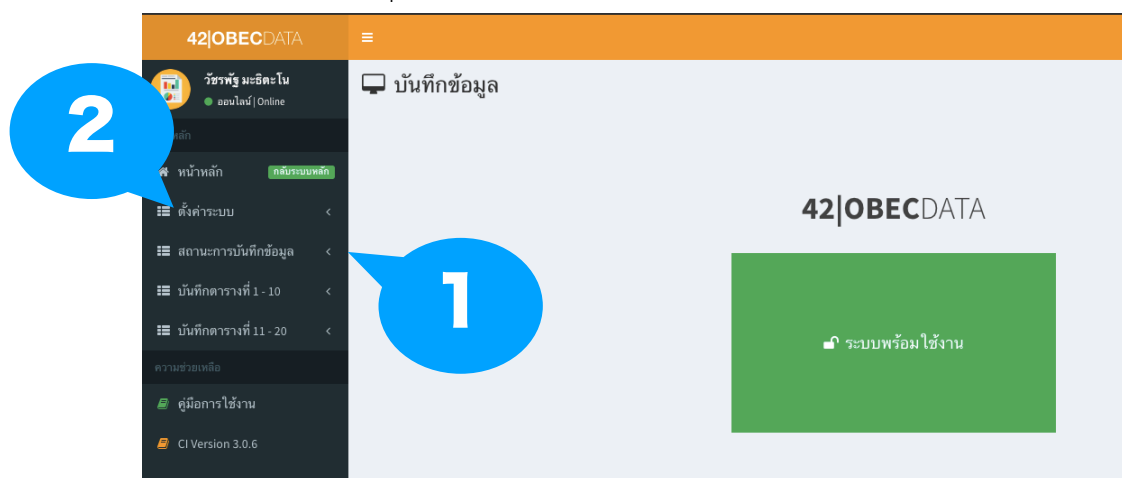 42|OBECDATA
วัชรพัฐ มะธิตะโน
ออนไลน์ | Online
หน้าหลัก
กลับระบบหลัก
ตั้งค่าระบบ
สถานะการบันทึกข้อมูล
บันทึกตารางที่ 1 - 10
บันทึกตารางที่ 11 - 20
ความช่วยเหลือ
คู่มือการใช้งาน
CI Version 3.0.6
2
1
บันทึกข้อมูล
42|OBECDATA
ระบบพร้อมใช้งาน